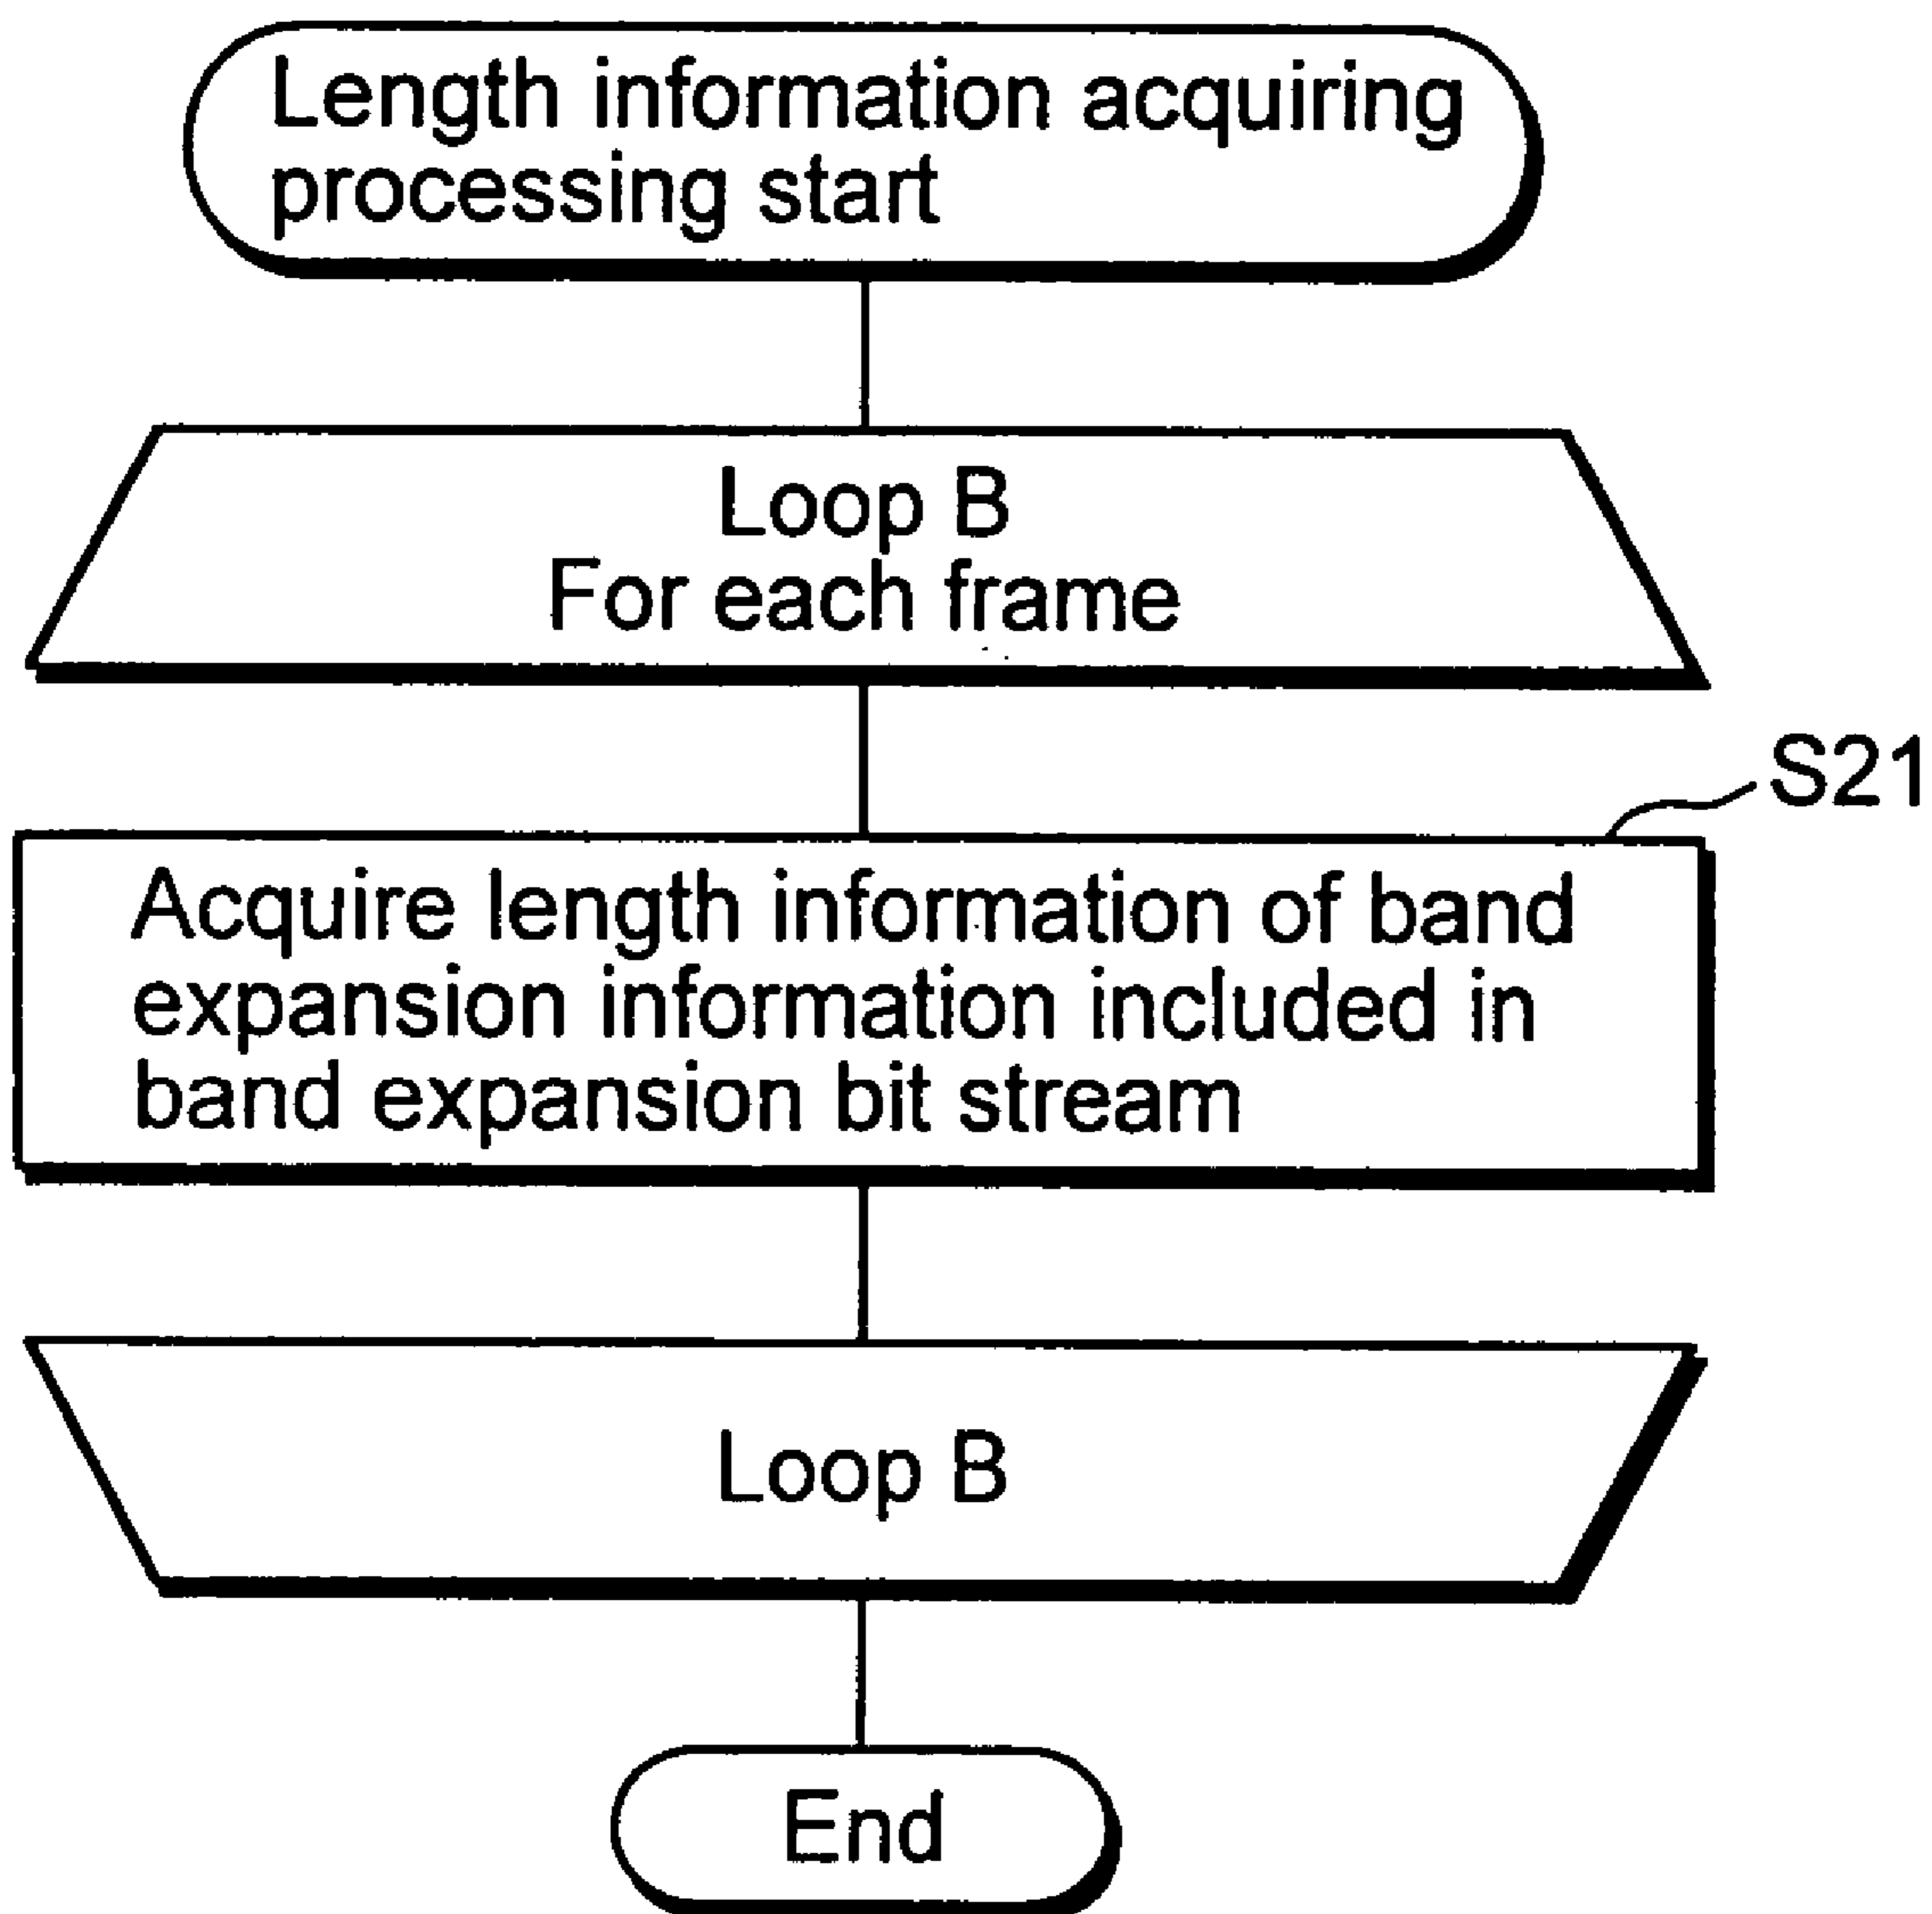 Length information acquiring
processing start
Loop B
For each frame
S21
Acquire length information of band
expansion information included in
band expansion bit stream
Loop B
End